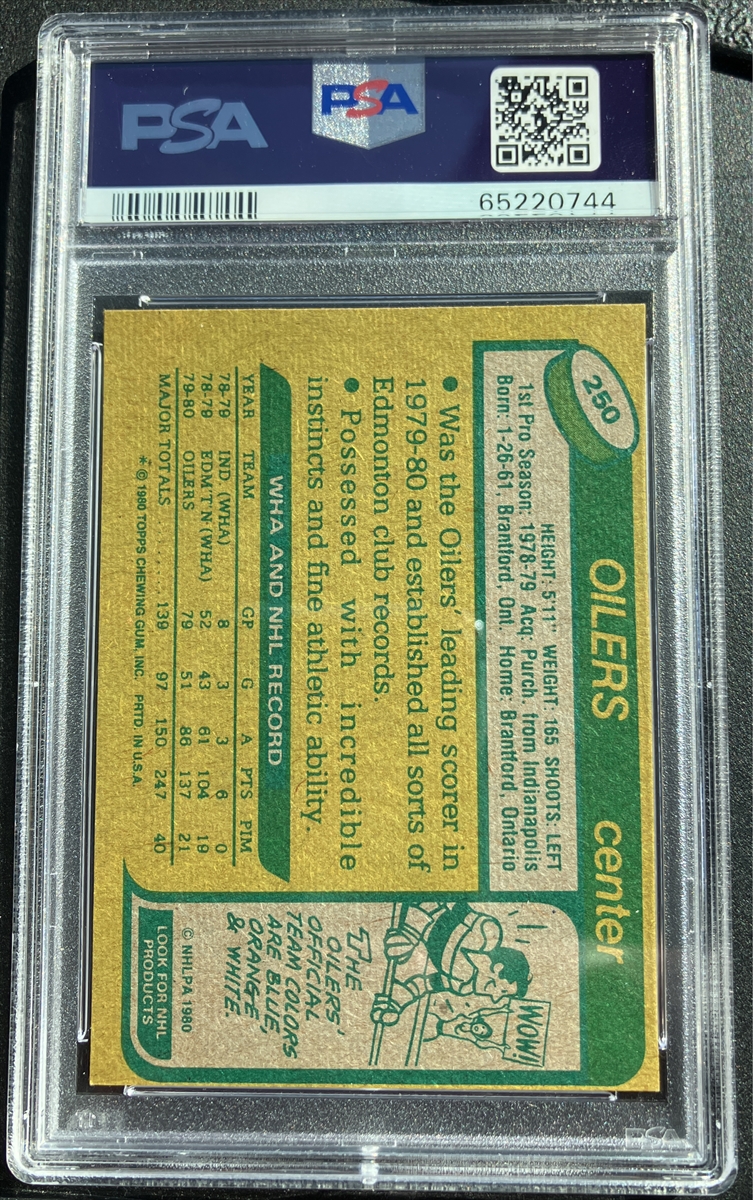 PSA
PSA
65220744
250
OILERS center
HEIGHT: 5'11" WEIGHT: 165 SHOOTS: LEFT
1st Pro Season: 1978-79 Acq: Purch. from Indianapolis
Born: 1-26-61, Brantford, Ont. Home: Brantford, Ontario
• Was the Oilers' leading scorer in
1979-80 and established all sorts of
Edmonton club records.
• Possessed with incredible
instincts and fine athletic ability.
WHA AND NHL RECORD
YEAR TEAM GP G A PTS PIM
78-79 IND. (WHA) 8 3 3 6 0
78-79 EDMT'N (WHA) 52 43 61 104 19
79-80 OILERS 79 51 86 137 21
MAJOR TOTALS .......... 139 97 150 247 40
* © 1980 TOPPS CHEWING GUM, INC. PRTD. IN U.S.A.
WOW!
THE
OILERS'
OFFICIAL
TEAM COLORS
ARE BLUE,
ORANGE
& WHITE.
© NHLPA 1980
LOOK FOR NHL
PRODUCTS
PSA